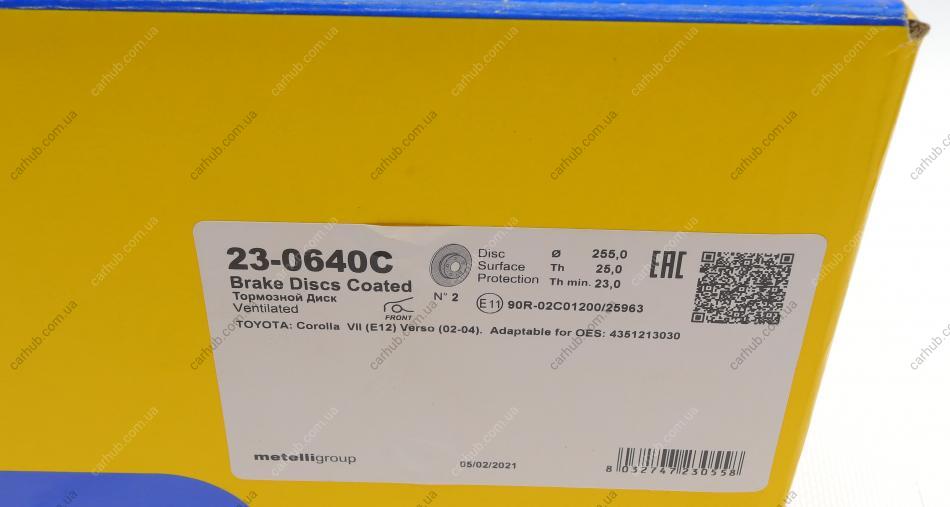 23-0640C
Brake Discs Coated
Тормозной Диск
Ventilated
FRONT
N° 2
Disc Ø 255,0
Surface Th 25,0
Protection Th min. 23,0
EAC
E11 90R-02C01200/25963
TOYOTA: Corolla VII (E12) Verso (02-04). Adaptable for OES: 4351213030
metelligroup
05/02/2021
8 032747 230558
carhub.com.ua